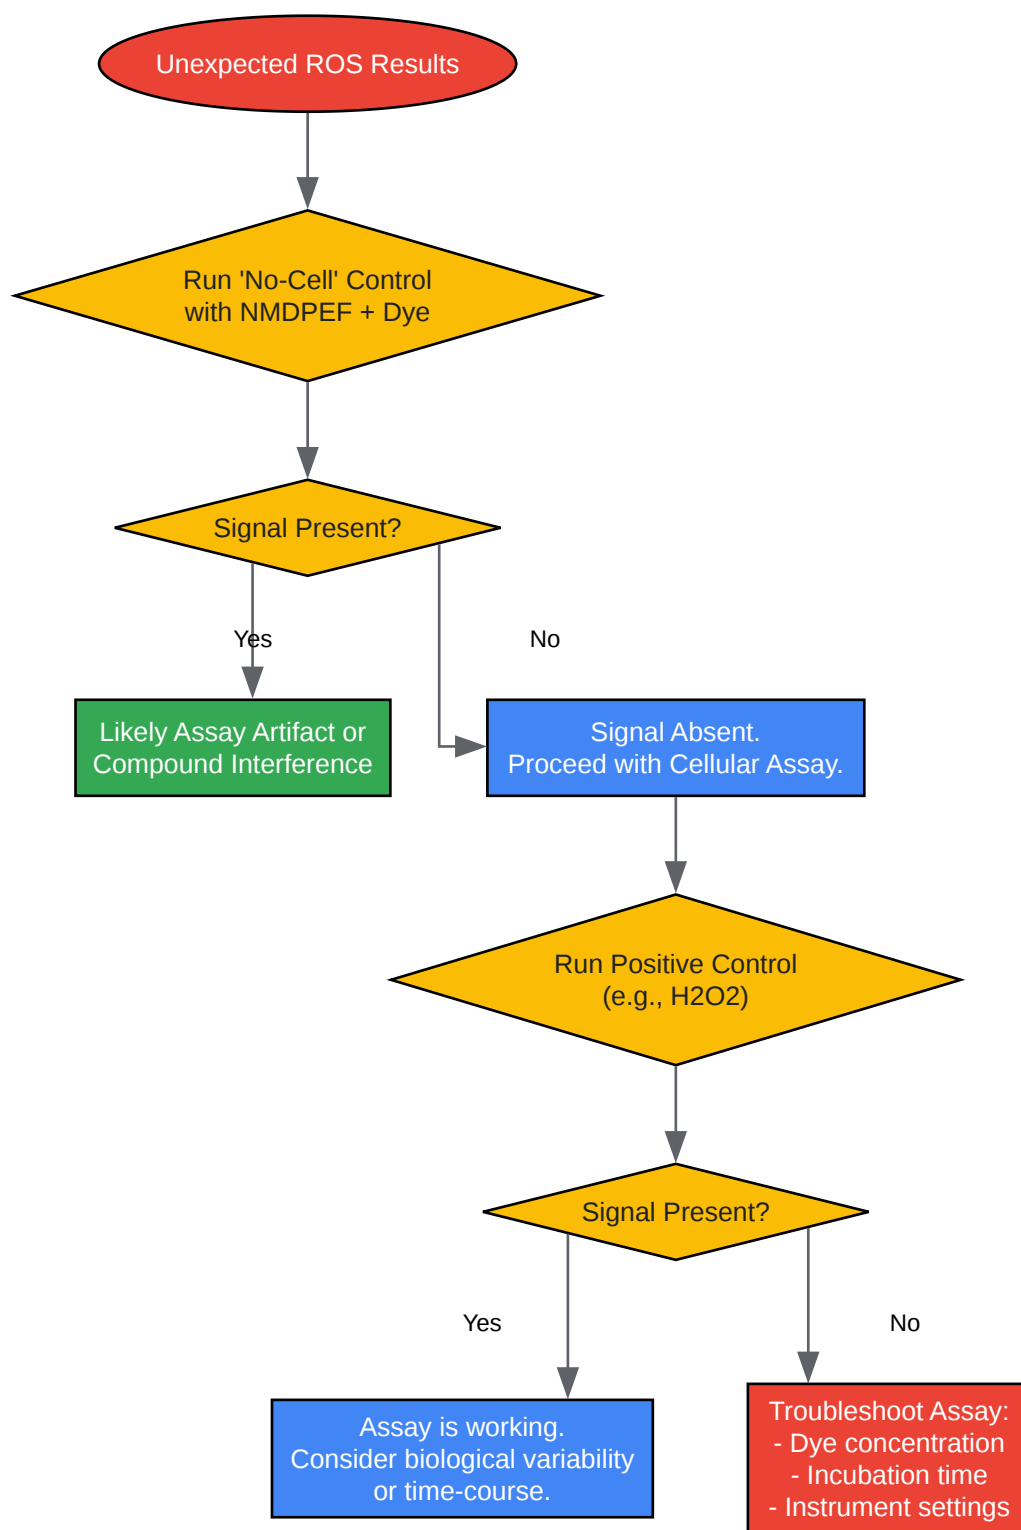 Unexpected ROS Results
Run 'No-Cell' Control
with NMDPEF + Dye
Signal Present?
Yes
No
Likely Assay Artifact or
Compound Interference
Signal Absent.
Proceed with Cellular Assay.
Run Positive Control
(e.g., H2O2)
Signal Present?
Yes
No
Assay is working.
Consider biological variability
or time-course.
Troubleshoot Assay:
- Dye concentration
- Incubation time
- Instrument settings